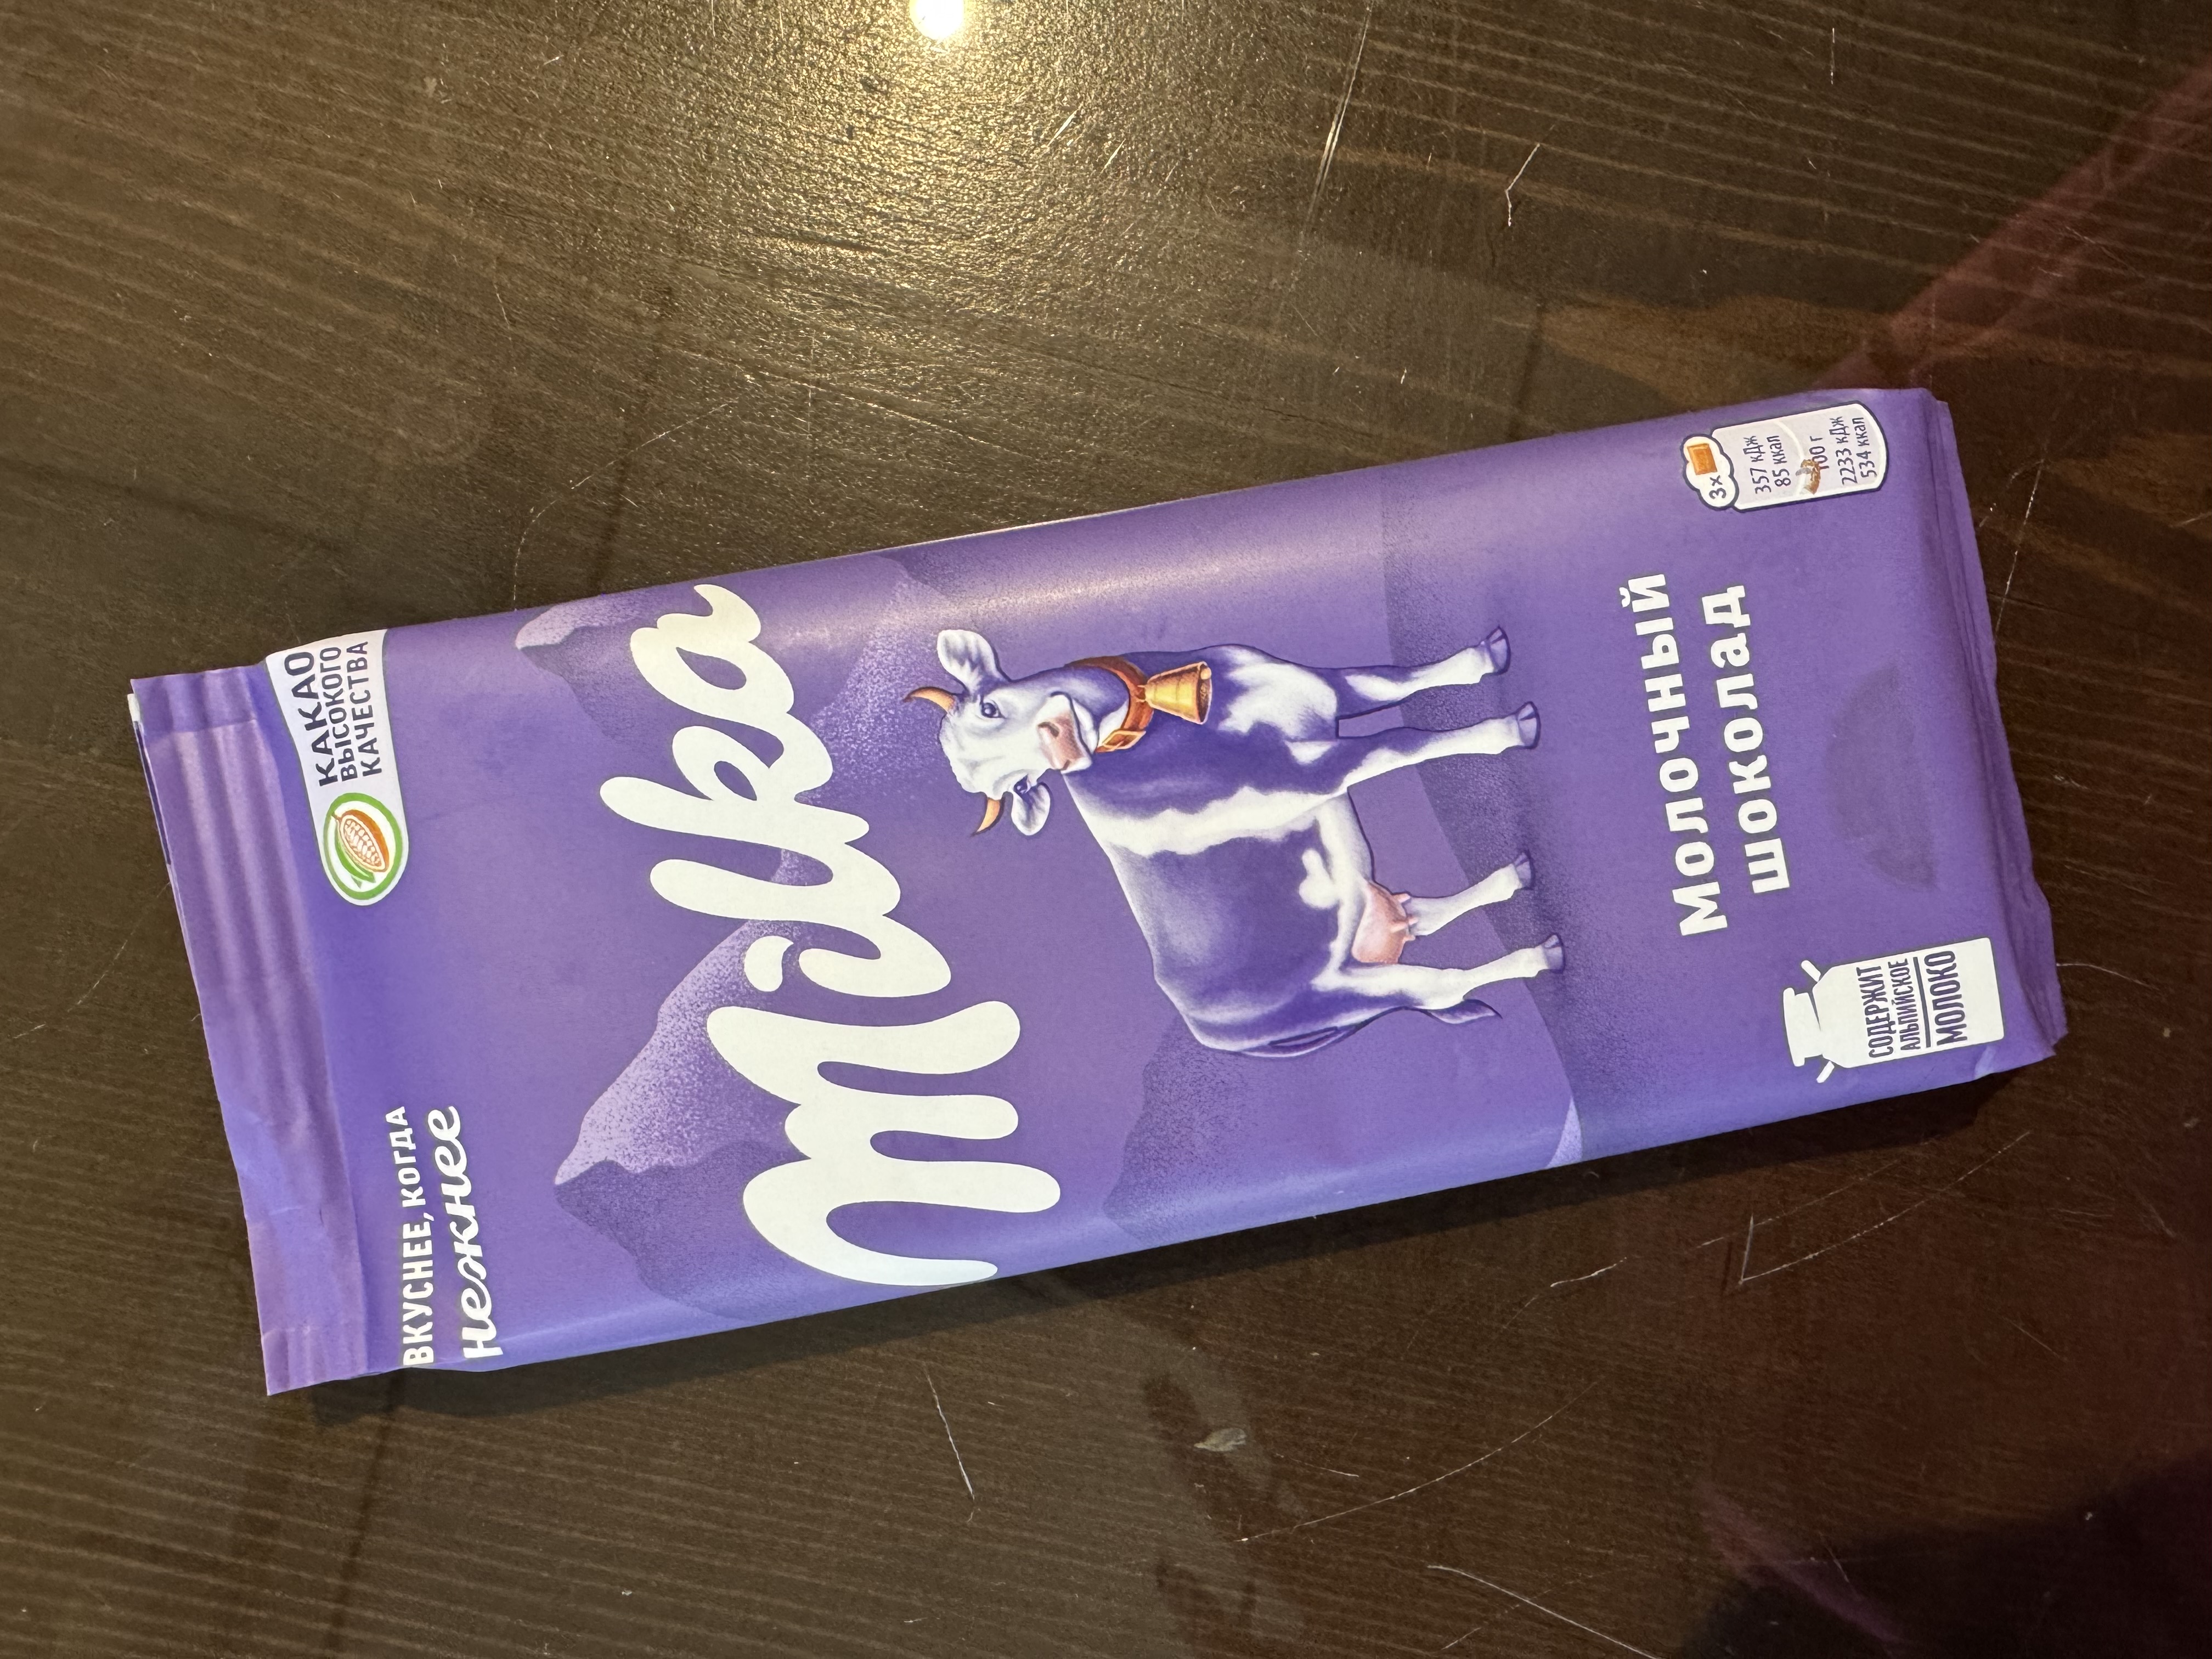 КАКАО
ВЫСОКОГО
КАЧЕСТВА
ВКУСНЕЕ, КОГДА
нежнее
Milka
МОЛОЧНЫЙ
ШОКОЛАД
3x
357 кДж
85 ккал
100 г
2233 кДж
534 ккал
СОДЕРЖИТ
АЛЬПИЙСКОЕ
МОЛОКО